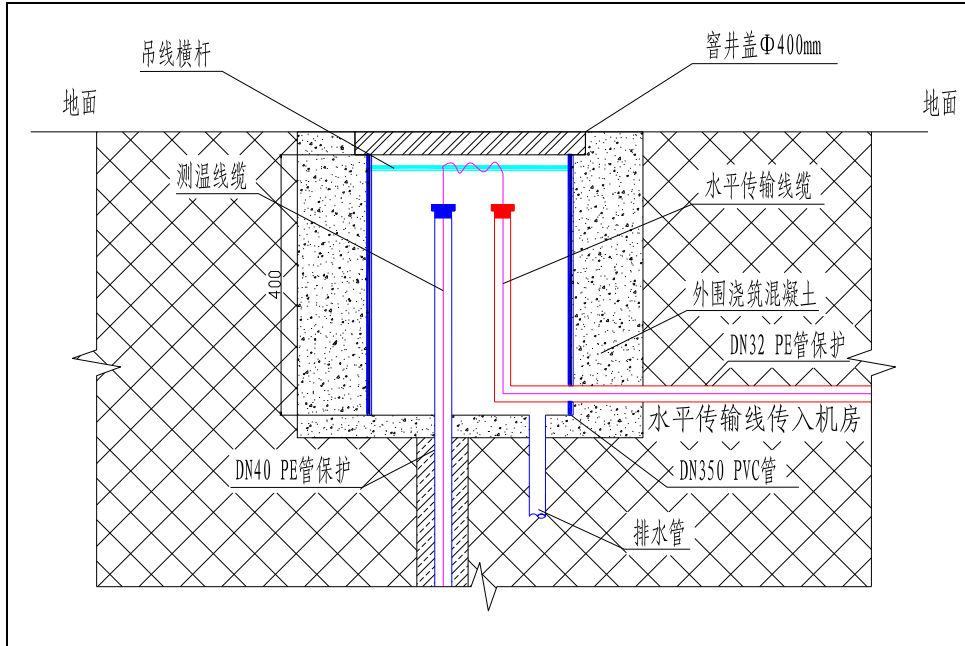 吊线横杆
窖井盖Φ400mm
地面
地面
测温线缆
水平传输线缆
400
外围浇筑混凝土
DN32 PE管保护
水平传输线传入机房
DN40 PE管保护
DN350 PVC管
排水管